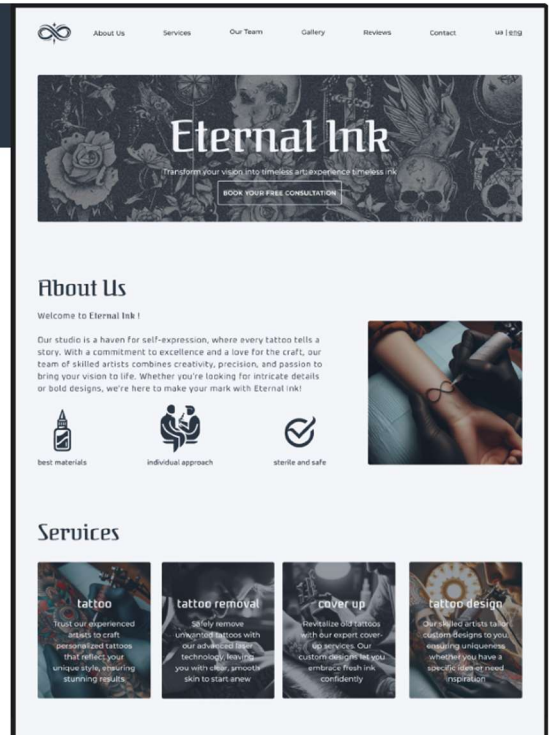 About Us
Services
Our Team
Gallery
Reviews
Contact
ua | eng
Eternal Ink
Transform your vision into timeless art: experience timeless ink
BOOK YOUR FREE CONSULTATION
About Us
Welcome to Eternal Ink !
Our studio is a haven for self-expression, where every tattoo tells a
story. With a commitment to excellence and a love for the craft, our
team of skilled artists combines creativity, precision, and passion to
bring your vision to life. Whether you're looking for intricate details
or bold designs, we're here to make your mark with Eternal Ink!
best materials
individual approach
sterile and safe
Services
tattoo
Trust our experienced
artists to craft
personalized tattoos
that reflect your
unique style, ensuring
stunning results
tattoo removal
Safely remove
unwanted tattoos with
our advanced laser
technology, leaving
you with clear, smooth
skin to start anew
cover up
Revitalize old tattoos
with our expert cover-
up services. Our
custom designs let you
embrace fresh ink
confidently
tattoo design
Our skilled artists tailor
custom designs to you,
ensuring uniqueness
whether you have a
specific idea or need
inspiration